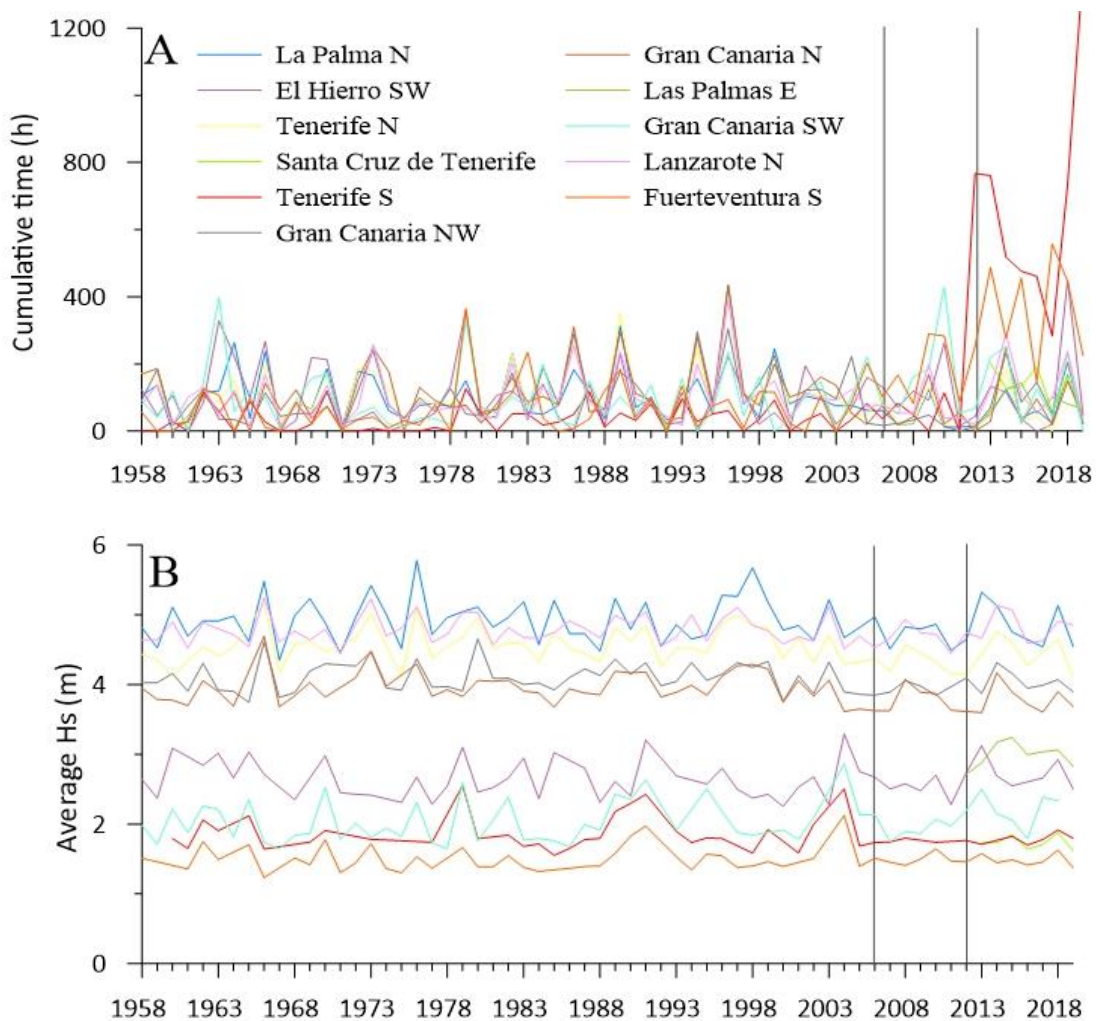 A
Cumulative time (h)
1200
800
400
0
La Palma N
El Hierro SW
Tenerife N
Santa Cruz de Tenerife
Tenerife S
Gran Canaria NW
Gran Canaria N
Las Palmas E
Gran Canaria SW
Lanzarote N
Fuerteventura S
1958 1963 1968 1973 1978 1983 1988 1993 1998 2003 2008 2013 2018
B
Average Hs (m)
6
4
2
0
1958 1963 1968 1973 1978 1983 1988 1993 1998 2003 2008 2013 2018